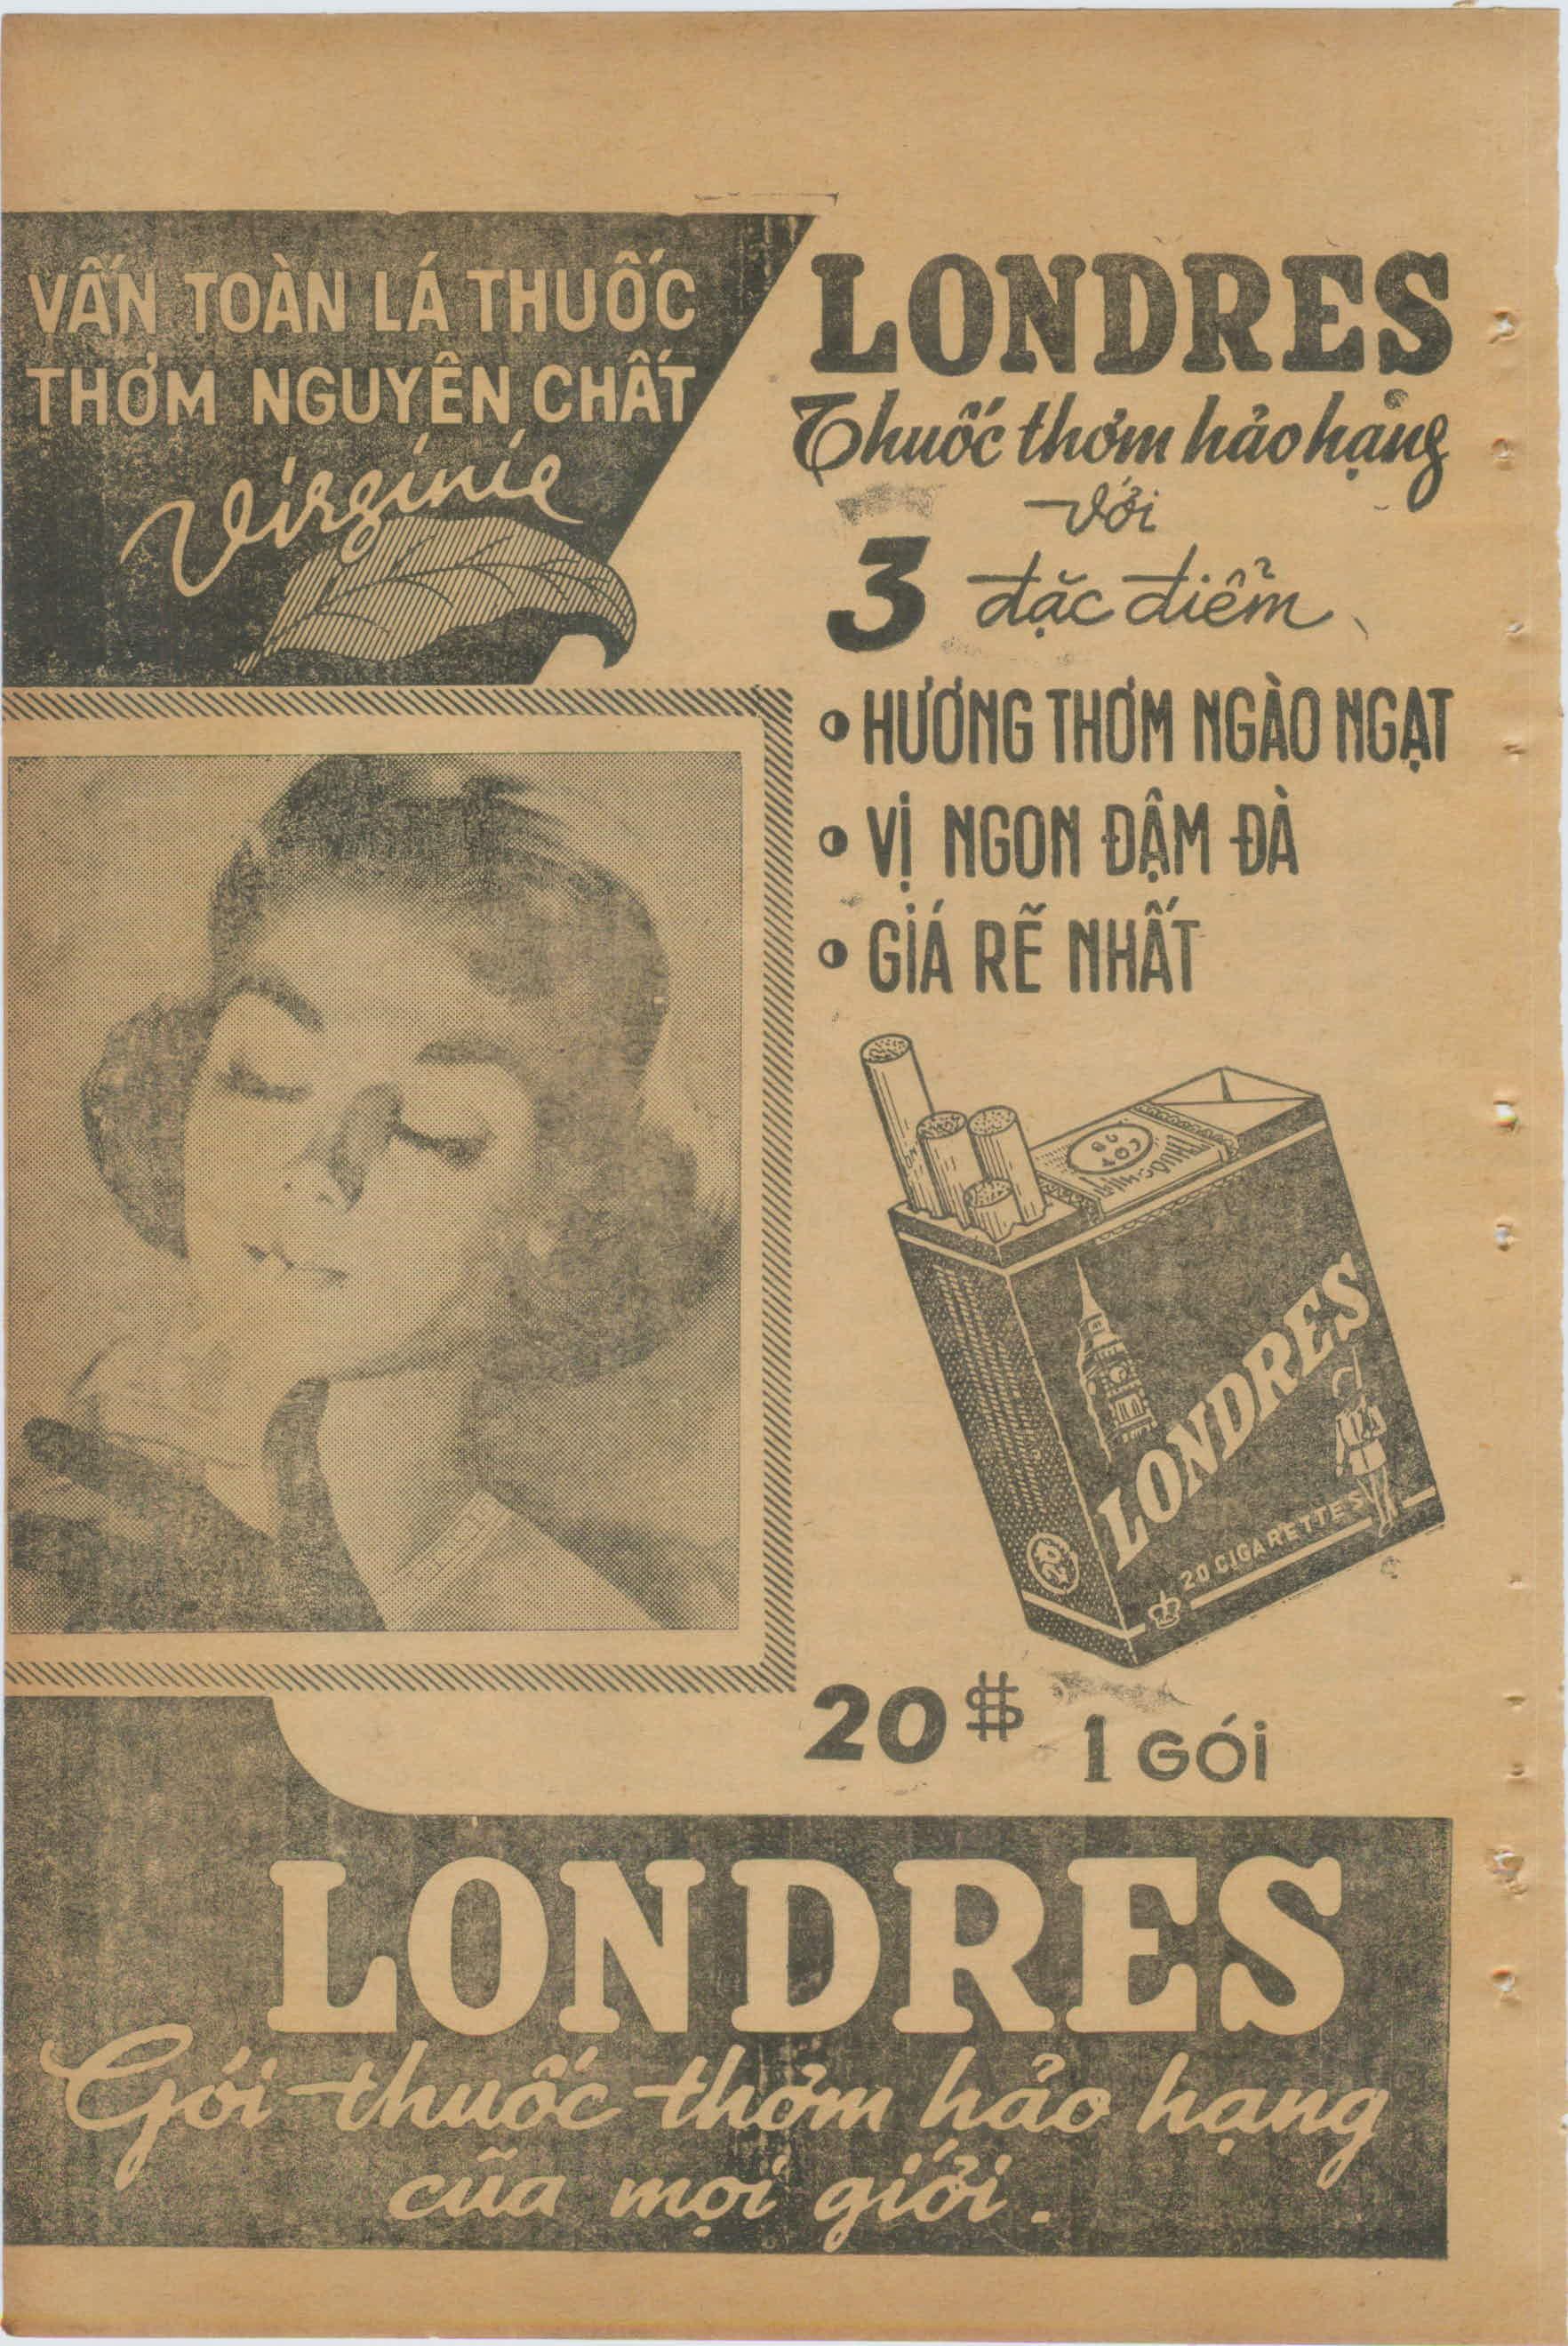 VẤN TOÀN LÁ THUỐC
THƠM NGUYÊN CHẤT
Virginie
LONDRES
Thuốc thơm hảo hạng
với
3 đặc điểm
HƯƠNG THƠM NGÀO NGẠT
VỊ NGON ĐẬM ĐÀ
GIÁ RẼ NHẤT
LONDRES
20 CIGARETTES
20$ 1 GÓI
LONDRES
Gói thuốc thơm hảo hạng
cũa mọi giới.